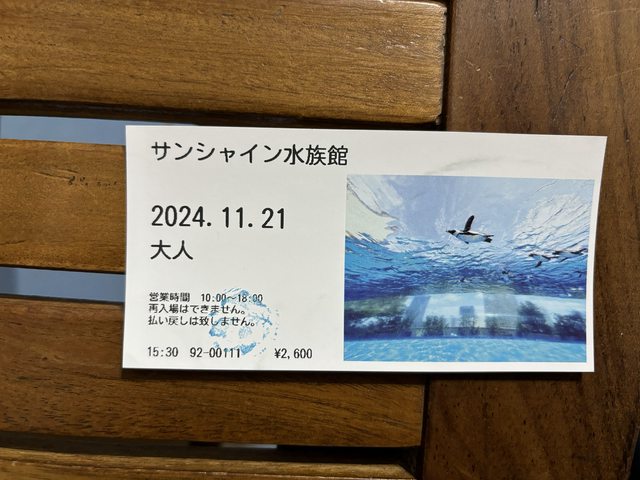 サンシャイン水族館
2024.11.21
大人
営業時間 10:00～18:00
再入場はできません。
払い戻しは致しません。
15:30 92-00111 ¥2,600